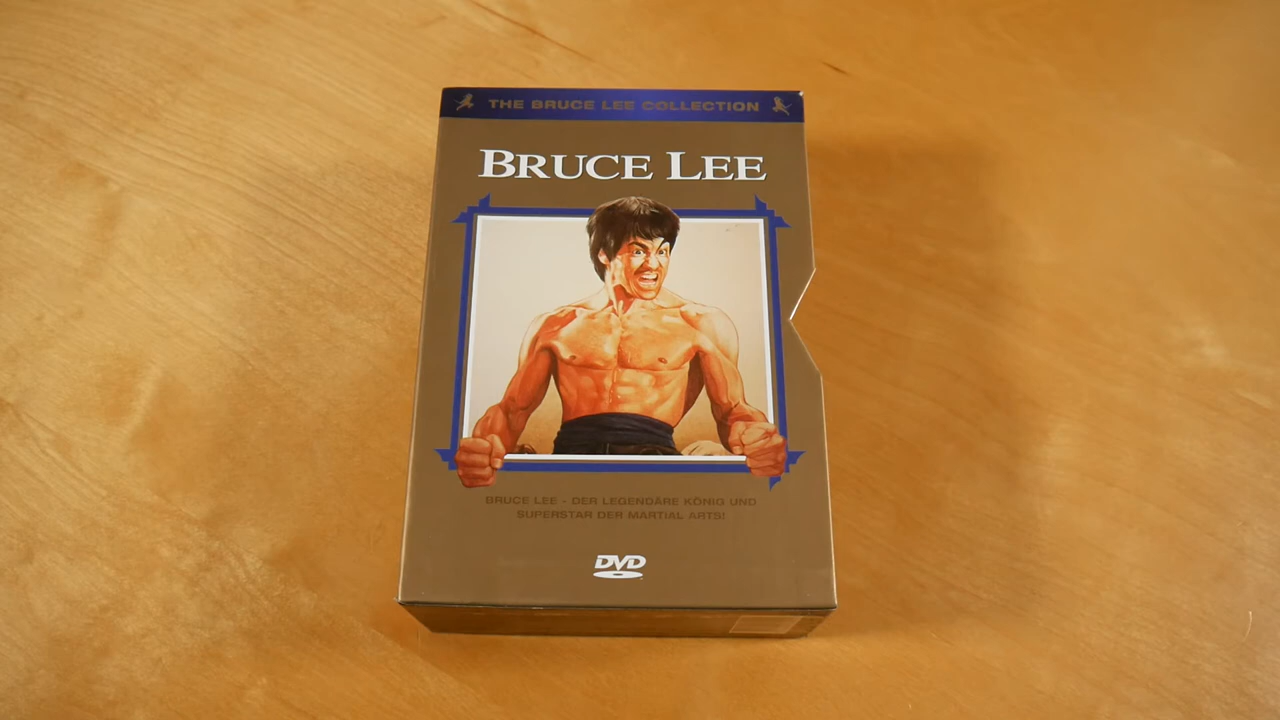 THE BRUCE LEE COLLECTION
BRUCE LEE
BRUCE LEE - DER LEGENDÄRE KÖNIG UND
SUPERSTAR DER MARTIAL ARTS!
DVD